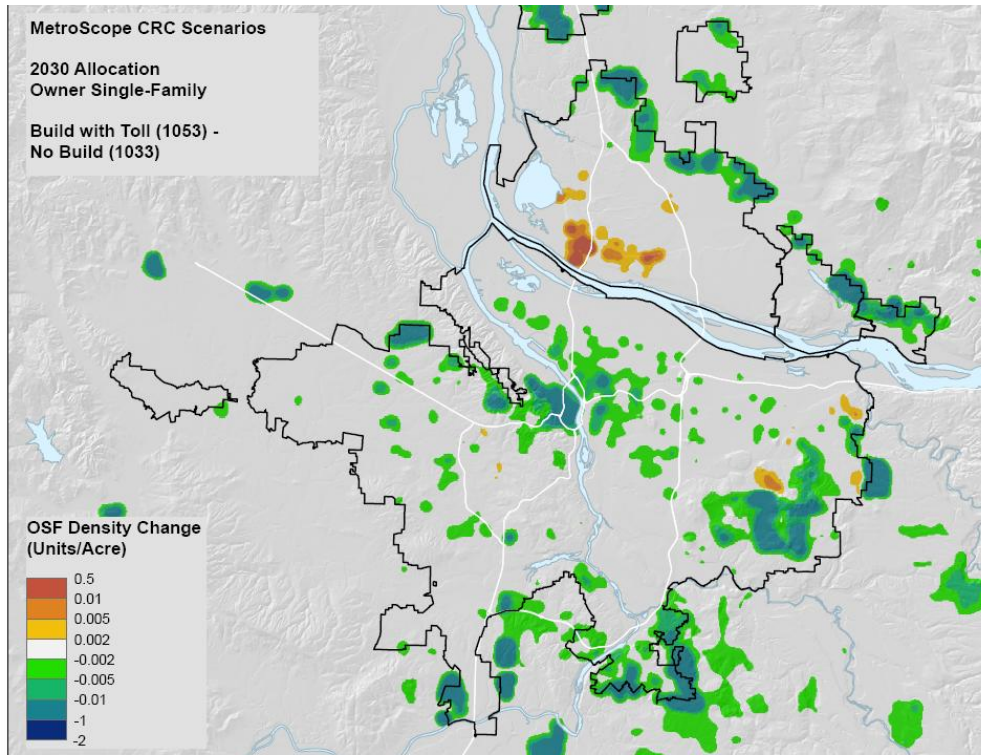 MetroScope CRC Scenarios
2030 Allocation
Owner Single-Family
Build with Toll (1053) -
No Build (1033)
OSF Density Change
(Units/Acre)
0.5
0.01
0.005
0.002
-0.002
-0.005
-0.01
-1
-2